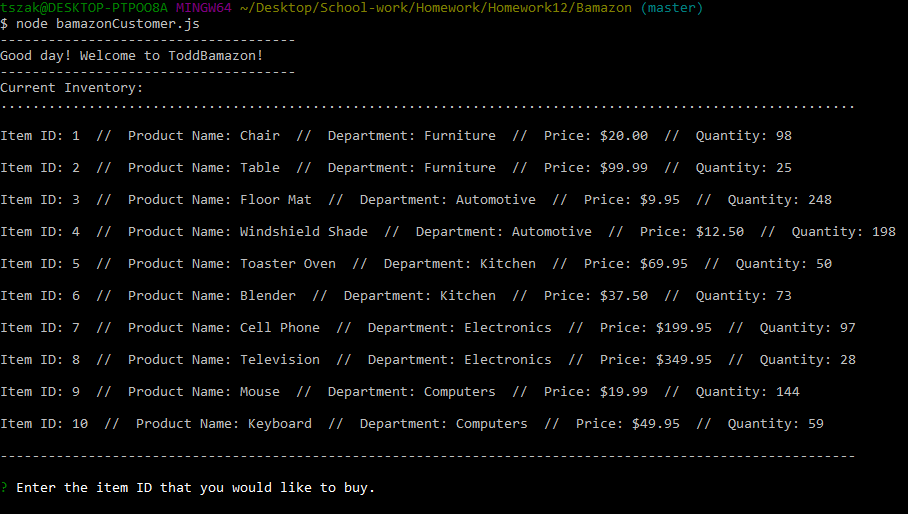 tszak@DESKTOP-PTPOO8A MINGW64 ~/Desktop/School-work/Homework/Homework12/Bamazon (master)
$ node bamazonCustomer.js
-------------------------------------
Good day! Welcome to ToddBamazon!
-------------------------------------
Current Inventory:
...........................................................................................................
Item ID: 1  //  Product Name: Chair  //  Department: Furniture  //  Price: $20.00  //  Quantity: 98
Item ID: 2  //  Product Name: Table  //  Department: Furniture  //  Price: $99.99  //  Quantity: 25
Item ID: 3  //  Product Name: Floor Mat  //  Department: Automotive  //  Price: $9.95  //  Quantity: 248
Item ID: 4  //  Product Name: Windshield Shade  //  Department: Automotive  //  Price: $12.50  //  Quantity: 198
Item ID: 5  //  Product Name: Toaster Oven  //  Department: Kitchen  //  Price: $69.95  //  Quantity: 50
Item ID: 6  //  Product Name: Blender  //  Department: Kitchen  //  Price: $37.50  //  Quantity: 73
Item ID: 7  //  Product Name: Cell Phone  //  Department: Electronics  //  Price: $199.95  //  Quantity: 97
Item ID: 8  //  Product Name: Television  //  Department: Electronics  //  Price: $349.95  //  Quantity: 28
Item ID: 9  //  Product Name: Mouse  //  Department: Computers  //  Price: $19.99  //  Quantity: 144
Item ID: 10  //  Product Name: Keyboard  //  Department: Computers  //  Price: $49.95  //  Quantity: 59
-----------------------------------------------------------------------------------------------------------
? Enter the item ID that you would like to buy.